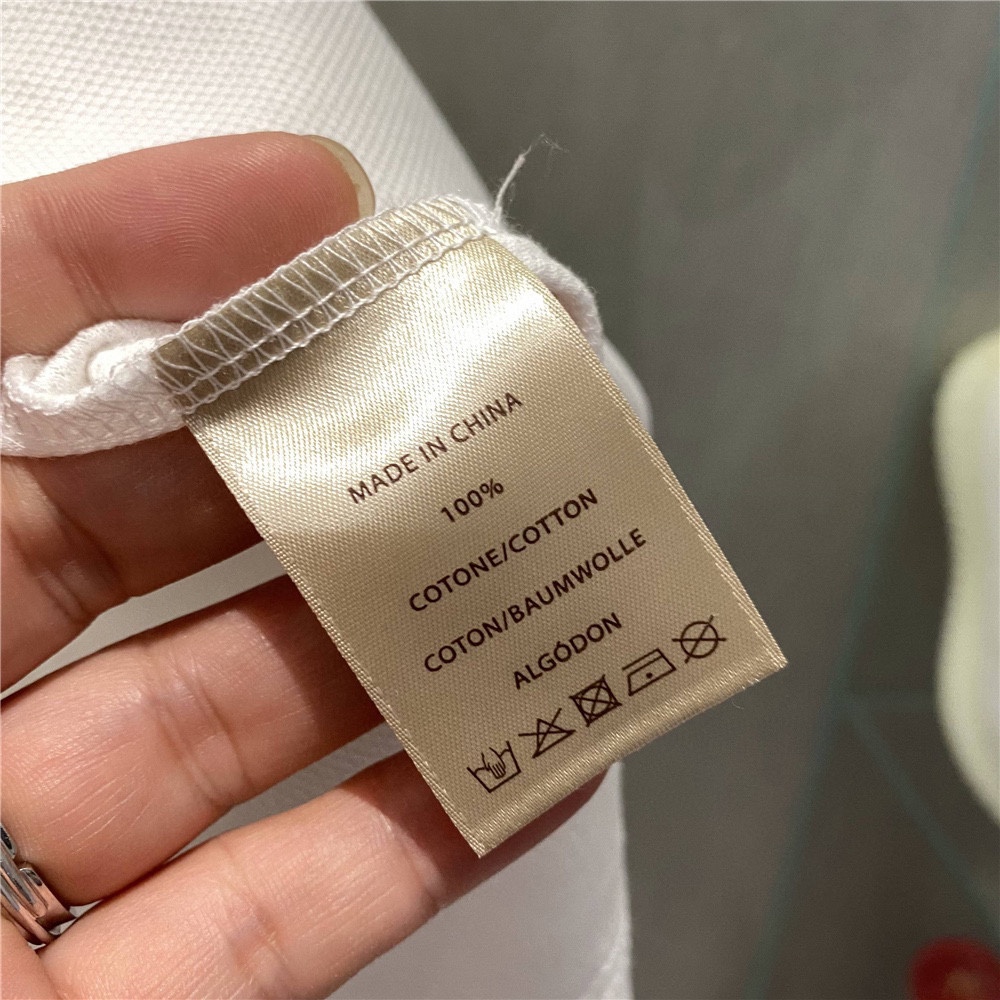 MADE IN CHINA
100%
COTONE/COTTON
COTON/BAUMWOLLE
ALGÓDON